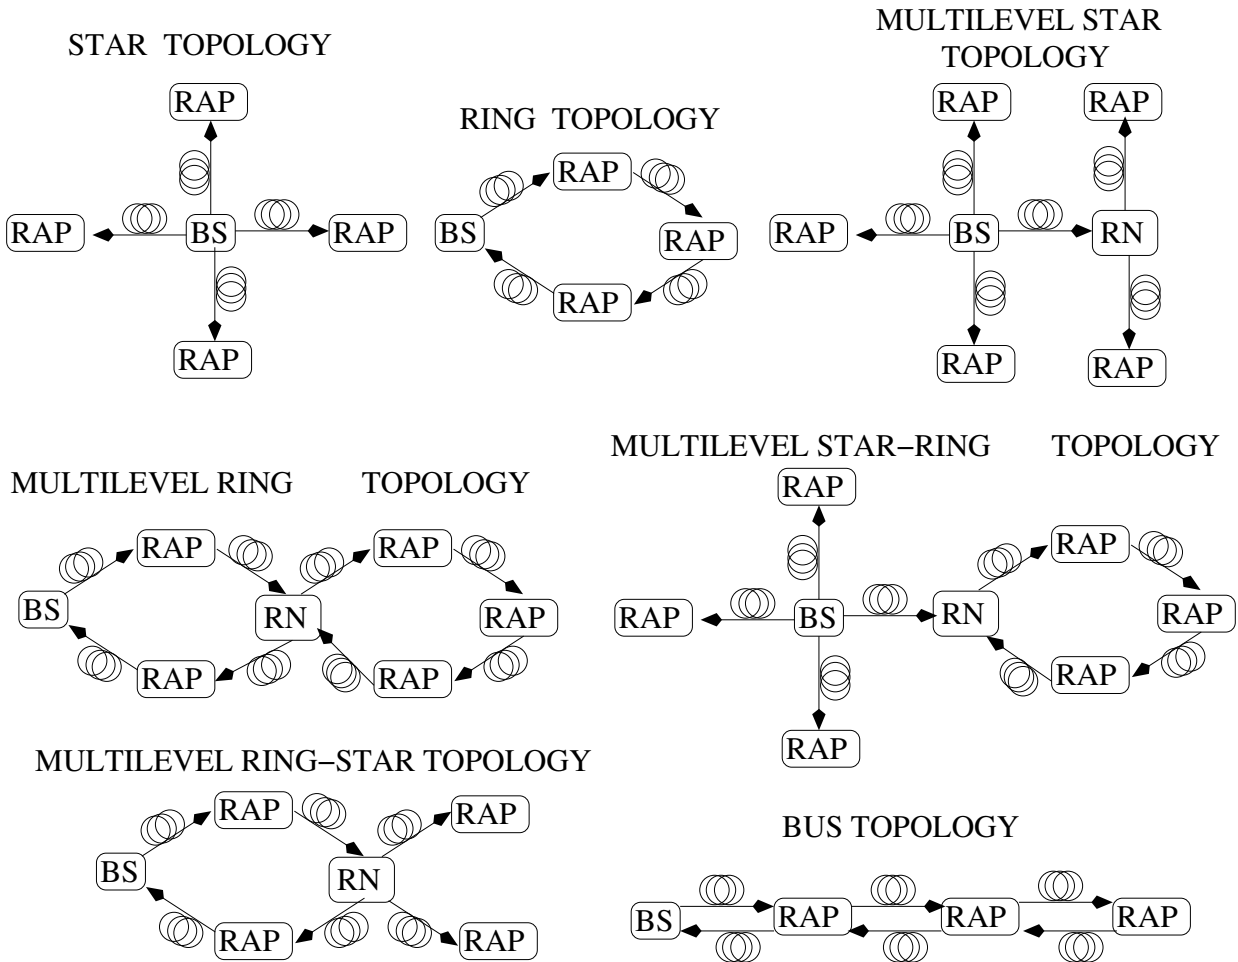 STAR TOPOLOGY
RAP
RAP
BS
RAP
RAP
RING TOPOLOGY
RAP
BS
RAP
RAP
MULTILEVEL STAR
TOPOLOGY
RAP
RAP
RAP
BS
RN
RAP
RAP
MULTILEVEL RING TOPOLOGY
RAP
RAP
BS
RN
RAP
RAP
RAP
MULTILEVEL STAR–RING TOPOLOGY
RAP
RAP
RAP
BS
RN
RAP
RAP
RAP
MULTILEVEL RING–STAR TOPOLOGY
RAP
RAP
BS
RN
RAP
RAP
BUS TOPOLOGY
BS
RAP
RAP
RAP